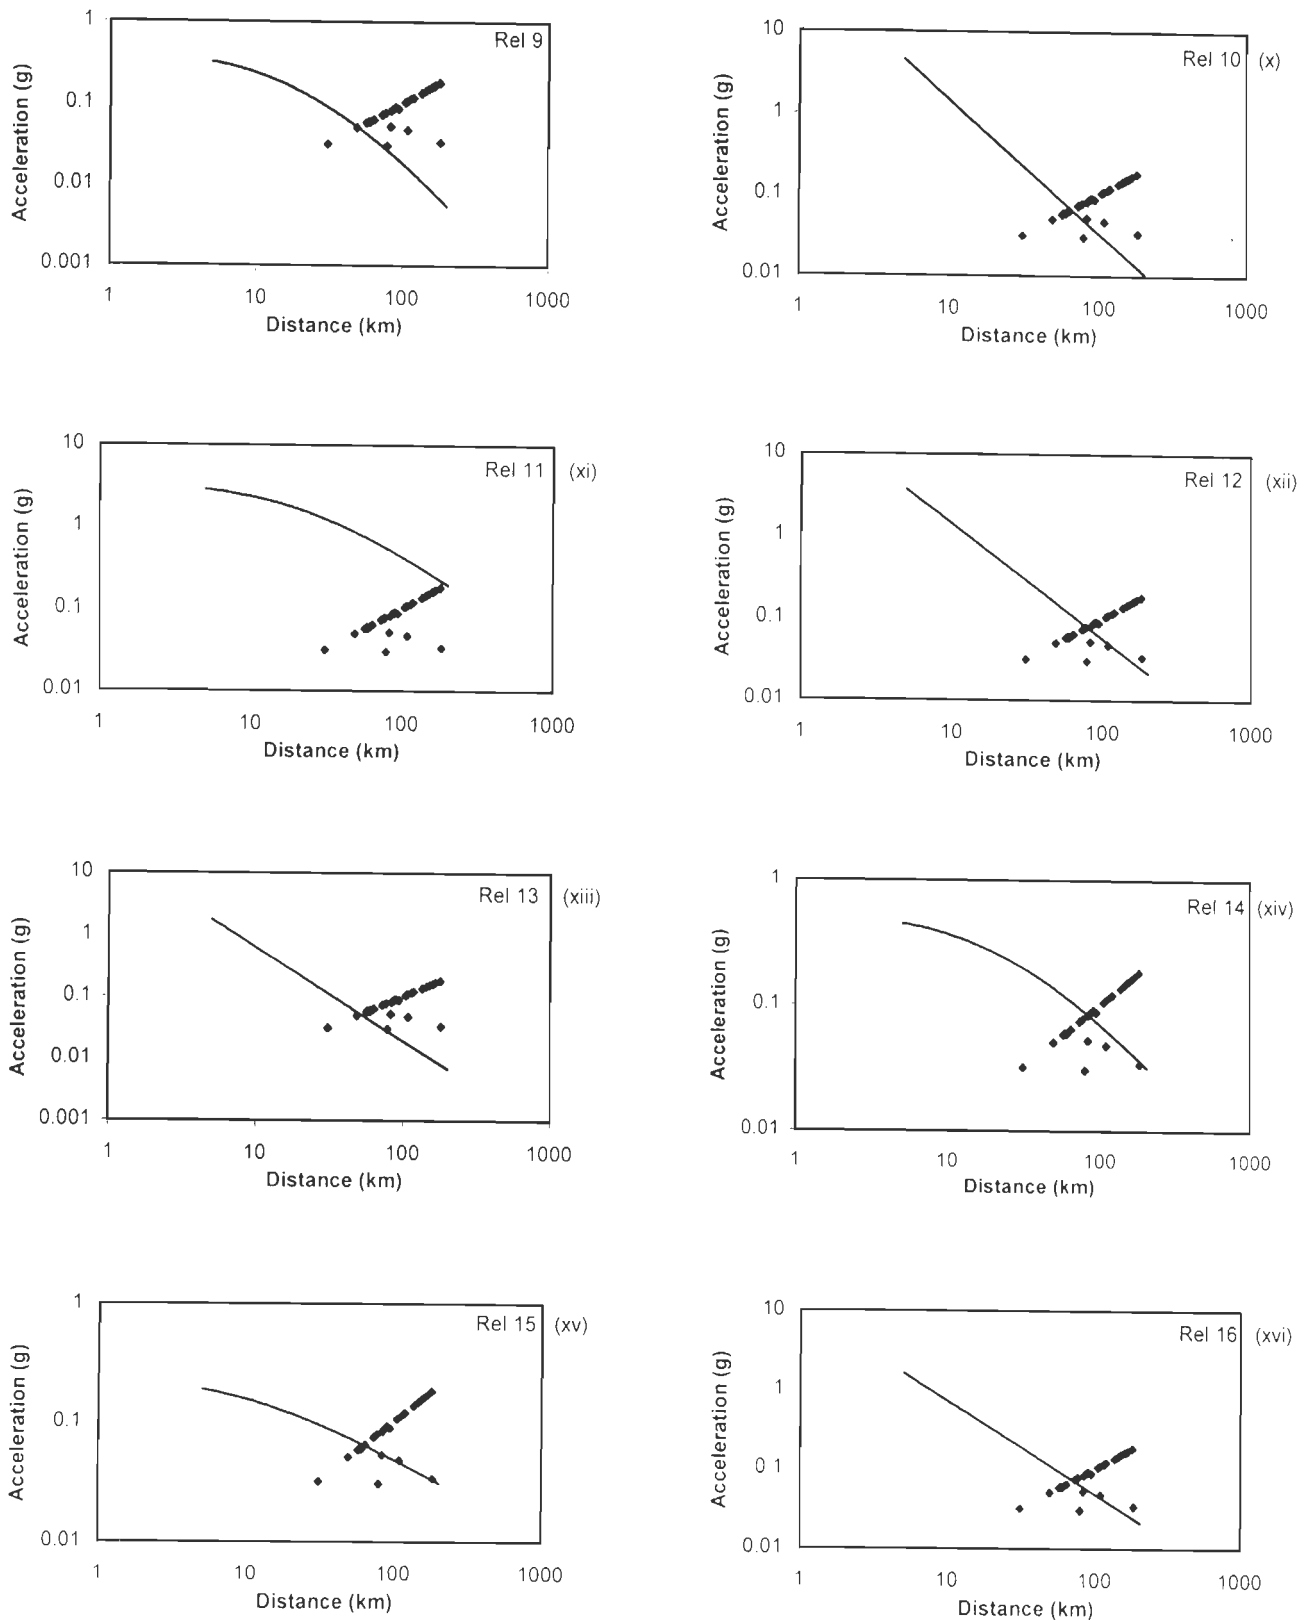 1
Rel 9
0.1
0.01
0.001
Acceleration (g)
1 10 100 1000
Distance (km)
10
Rel 10 (x)
1
0.1
0.01
Acceleration (g)
1 10 100 1000
Distance (km)
10
Rel 11 (xi)
1
0.1
0.01
Acceleration (g)
1 10 100 1000
Distance (km)
10
Rel 12 (xii)
1
0.1
0.01
Acceleration (g)
1 10 100 1000
Distance (km)
10
Rel 13 (xiii)
1
0.1
0.01
0.001
Acceleration (g)
1 10 100 1000
Distance (km)
1
Rel 14 (xiv)
0.1
0.01
Acceleration (g)
1 10 100 1000
Distance (km)
1
Rel 15 (xv)
0.1
0.01
Acceleration (g)
1 10 100 1000
Distance (km)
10
Rel 16 (xvi)
1
0 1
0.01
Acceleration (g)
1 10 100 1000
Distance (km)